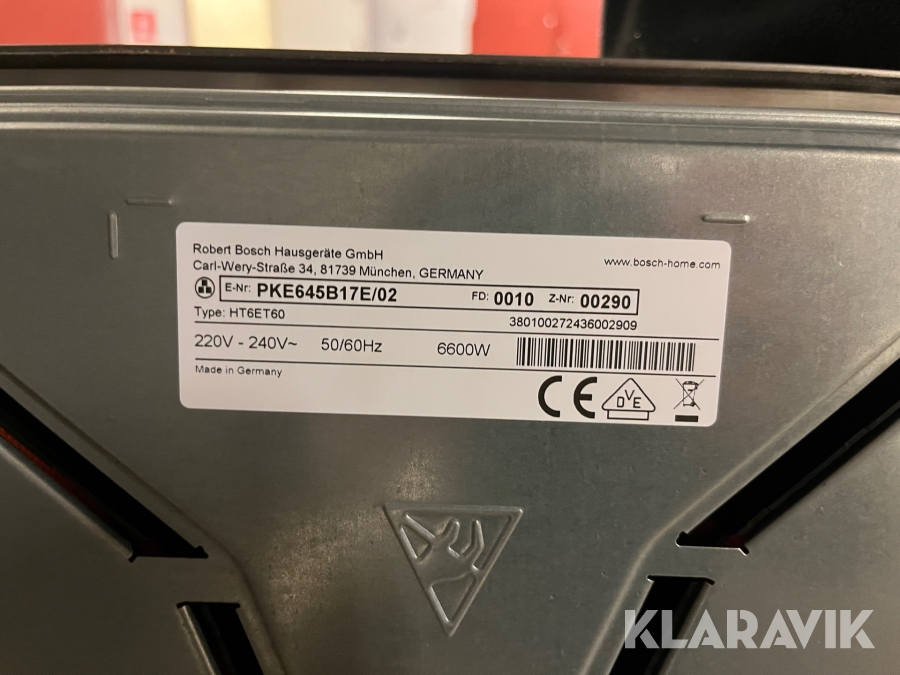 Robert Bosch Hausgeräte GmbH
Carl-Wery-Straße 34, 81739 München, GERMANY
www.bosch-home.com
E-Nr: PKE645B17E/02 FD: 0010 Z-Nr: 00290
Type: HT6ET60
380100272436002909
220V - 240V~ 50/60Hz 6600W
Made in Germany
CE
DVE
KLARAVIK